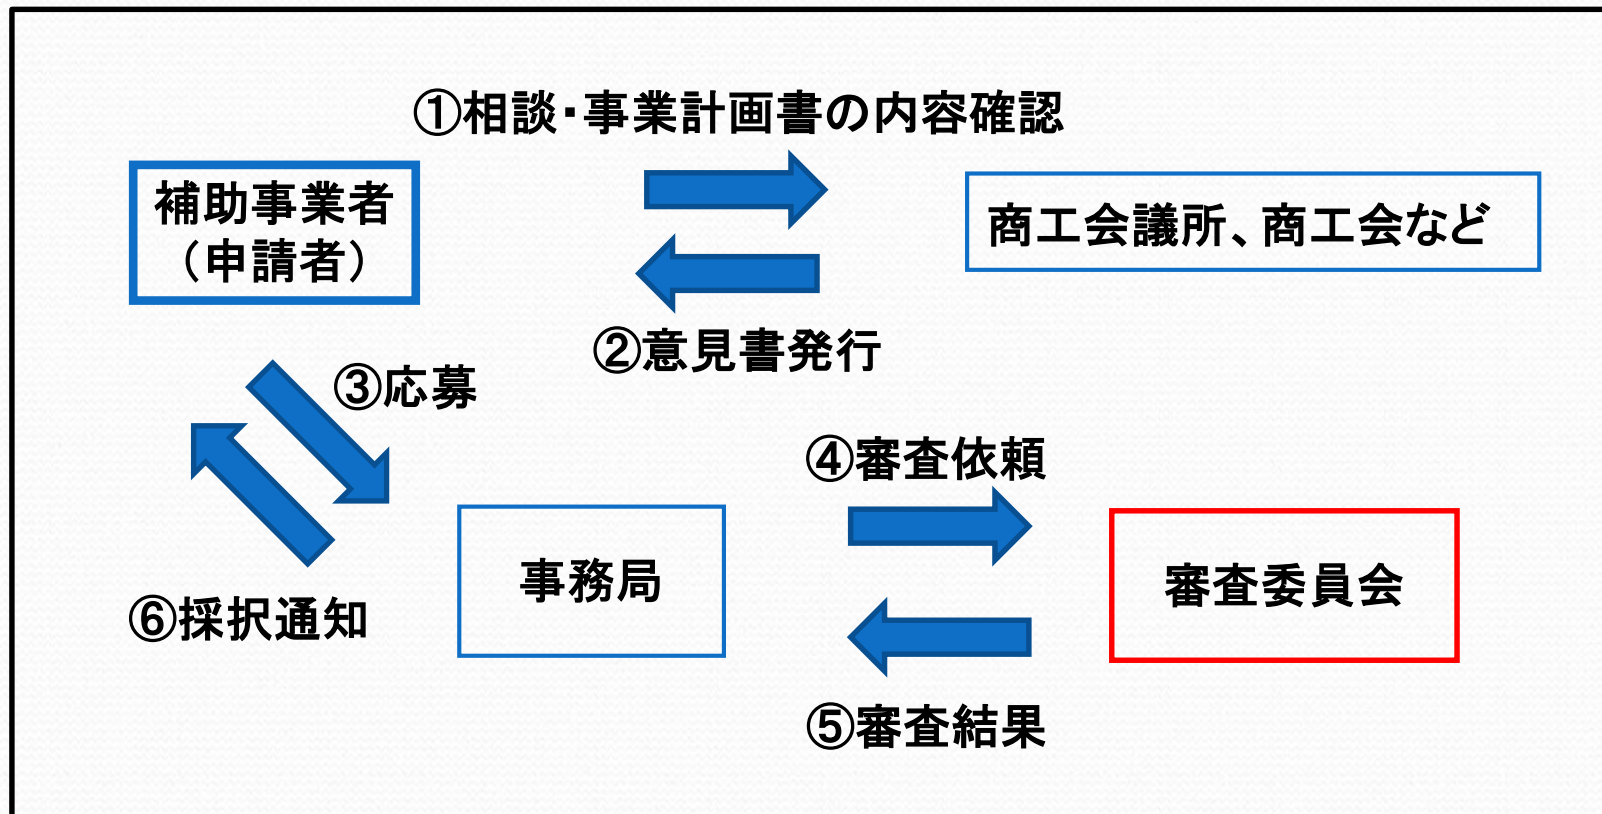 ①相談・事業計画書の内容確認
補助事業者
（申請者）
商工会議所、商工会など
②意見書発行
③応募
④審査依頼
事務局
審査委員会
⑥採択通知
⑤審査結果